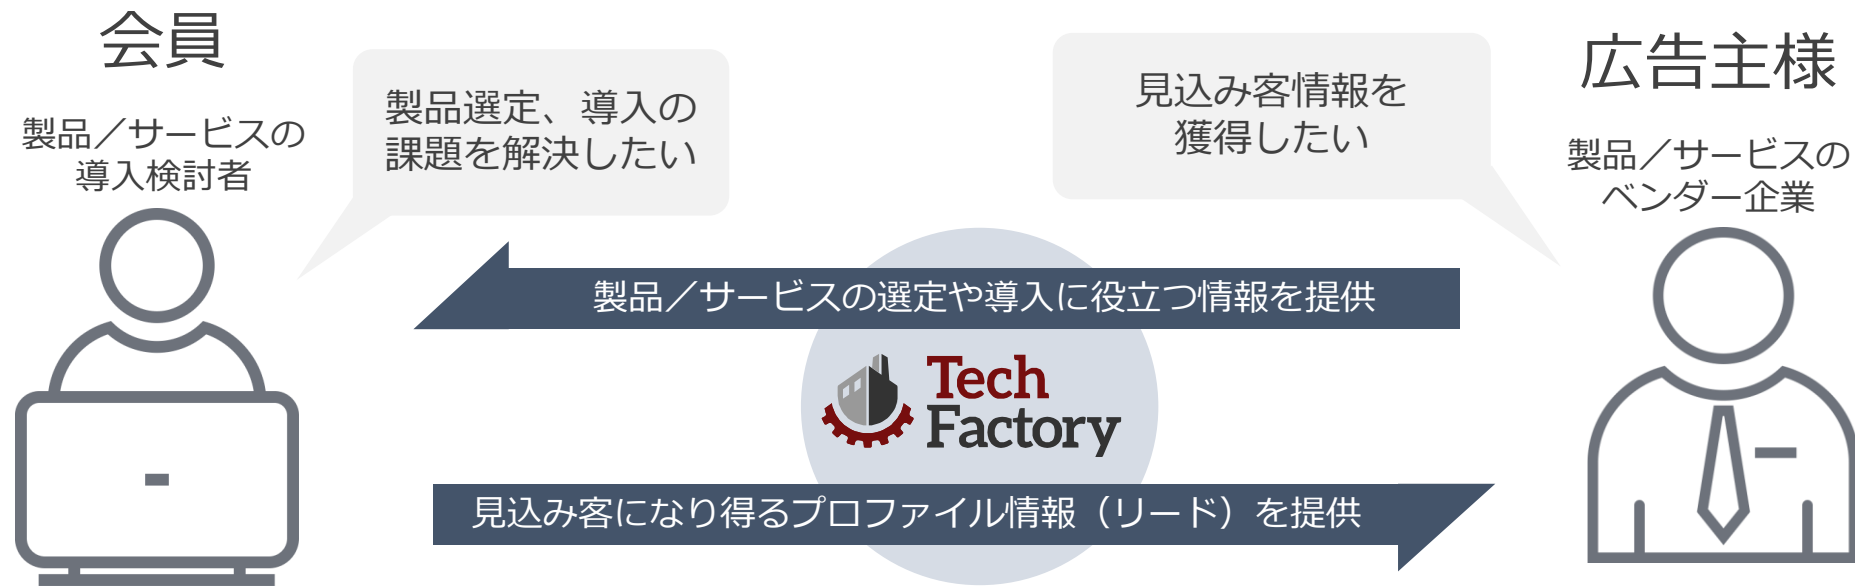 会員
製品／サービスの
導入検討者
製品選定、導入の
課題を解決したい
見込み客情報を
獲得したい
広告主様
製品／サービスの
ベンダー企業
製品／サービスの選定や導入に役立つ情報を提供
Tech
Factory
見込み客になり得るプロファイル情報（リード）を提供